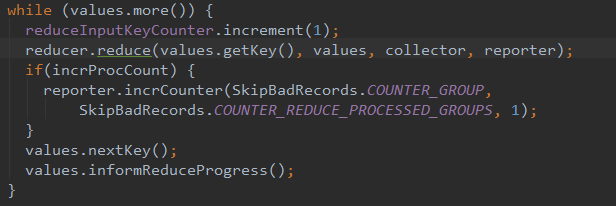 while (values.more()) {
reduceInputKeyCounter.increment(1);
reducer.reduce(values.getKey(), values, collector, reporter);
if(incrProcCount) {
reporter.incrCounter(SkipBadRecords.COUNTER_GROUP,
SkipBadRecords.COUNTER_REDUCE_PROCESSED_GROUPS, 1);
}
values.nextKey();
values.informReduceProgress();
}